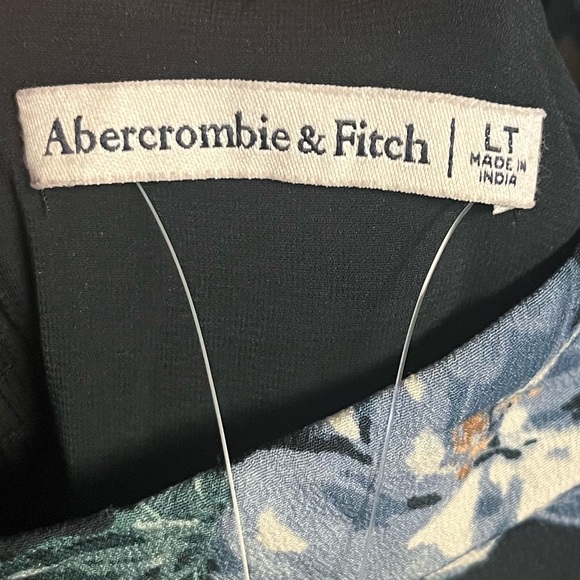 Abercrombie & Fitch | LT
MADE IN
INDIA